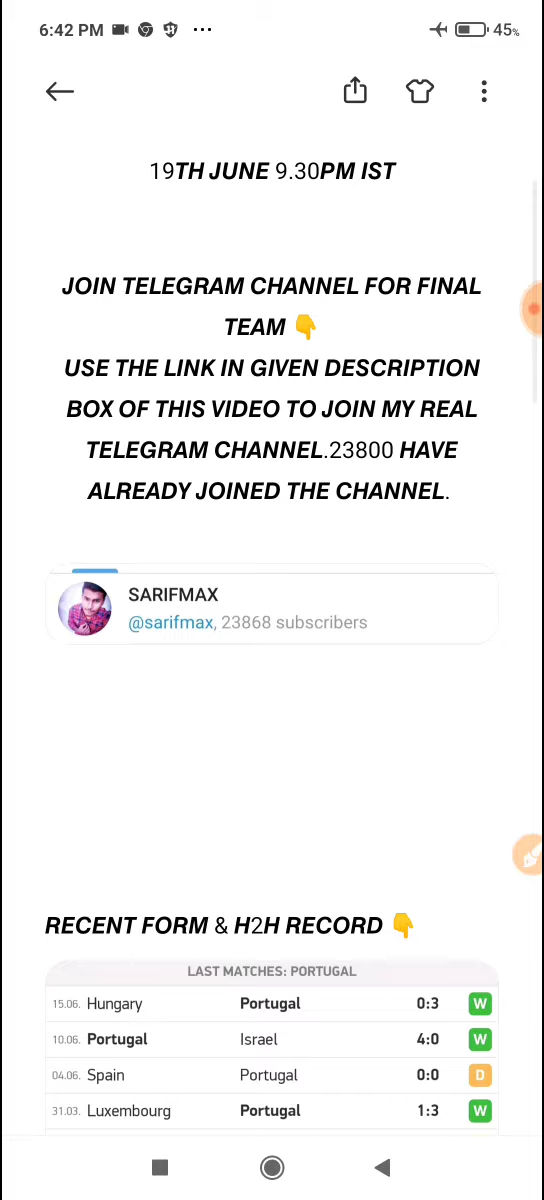 6:42 PM ... 45%
19TH JUNE 9.30PM IST
JOIN TELEGRAM CHANNEL FOR FINAL
TEAM 👇
USE THE LINK IN GIVEN DESCRIPTION
BOX OF THIS VIDEO TO JOIN MY REAL
TELEGRAM CHANNEL.23800 HAVE
ALREADY JOINED THE CHANNEL.
SARIFMAX
@sarifmax, 23868 subscribers
RECENT FORM & H2H RECORD 👇
LAST MATCHES: PORTUGAL
15.06. Hungary Portugal 0:3 W
10.06. Portugal Israel 4:0 W
04.06. Spain Portugal 0:0 D
31.03. Luxembourg Portugal 1:3 W